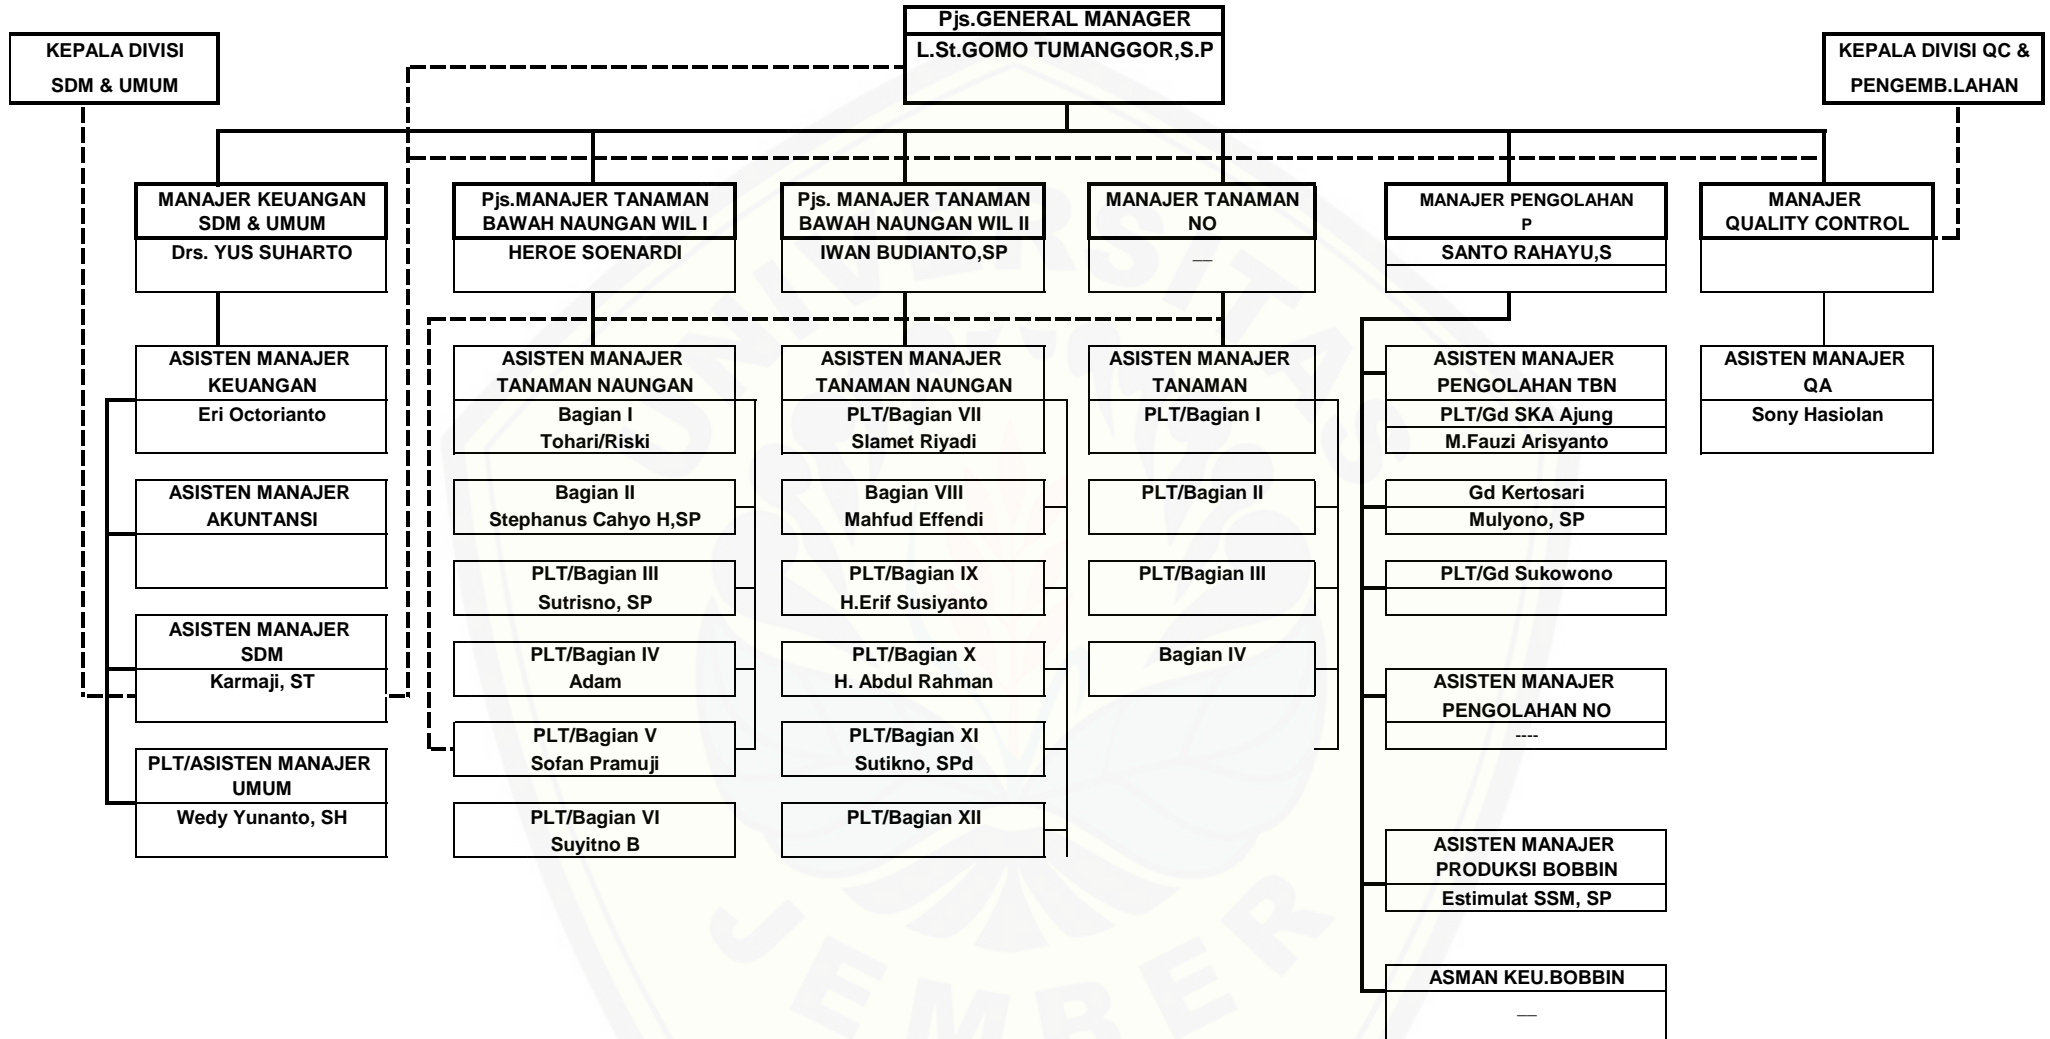 Pjs.GENERAL MANAGER
L.St.GOMO TUMANGGOR,S.P
KEPALA DIVISI
SDM & UMUM
KEPALA DIVISI QC &
PENGEMB.LAHAN
MANAJER KEUANGAN
SDM & UMUM
Drs. YUS SUHARTO
Pjs.MANAJER TANAMAN
BAWAH NAUNGAN WIL I
HEROE SOENARDI
Pjs. MANAJER TANAMAN
BAWAH NAUNGAN WIL II
IWAN BUDIANTO,SP
MANAJER TANAMAN
NO
__
MANAJER PENGOLAHAN
P
SANTO RAHAYU,S
MANAJER
QUALITY CONTROL
ASISTEN MANAJER
KEUANGAN
Eri Octorianto
ASISTEN MANAJER
AKUNTANSI
ASISTEN MANAJER
SDM
Karmaji, ST
PLT/ASISTEN MANAJER
UMUM
Wedy Yunanto, SH
ASISTEN MANAJER
TANAMAN NAUNGAN
Bagian I
Tohari/Riski
Bagian II
Stephanus Cahyo H,SP
PLT/Bagian III
Sutrisno, SP
PLT/Bagian IV
Adam
PLT/Bagian V
Sofan Pramuji
PLT/Bagian VI
Suyitno B
ASISTEN MANAJER
TANAMAN NAUNGAN
PLT/Bagian VII
Slamet Riyadi
Bagian VIII
Mahfud Effendi
PLT/Bagian IX
H.Erif Susiyanto
PLT/Bagian X
H. Abdul Rahman
PLT/Bagian XI
Sutikno, SPd
PLT/Bagian XII
ASISTEN MANAJER
TANAMAN
PLT/Bagian I
PLT/Bagian II
PLT/Bagian III
Bagian IV
ASISTEN MANAJER
PENGOLAHAN TBN
PLT/Gd SKA Ajung
M.Fauzi Arisyanto
Gd Kertosari
Mulyono, SP
PLT/Gd Sukowono
ASISTEN MANAJER
PENGOLAHAN NO
----
ASISTEN MANAJER
PRODUKSI BOBBIN
Estimulat SSM, SP
ASMAN KEU.BOBBIN
__
ASISTEN MANAJER
QA
Sony Hasiolan
UNIVERSITAS
JEMBER